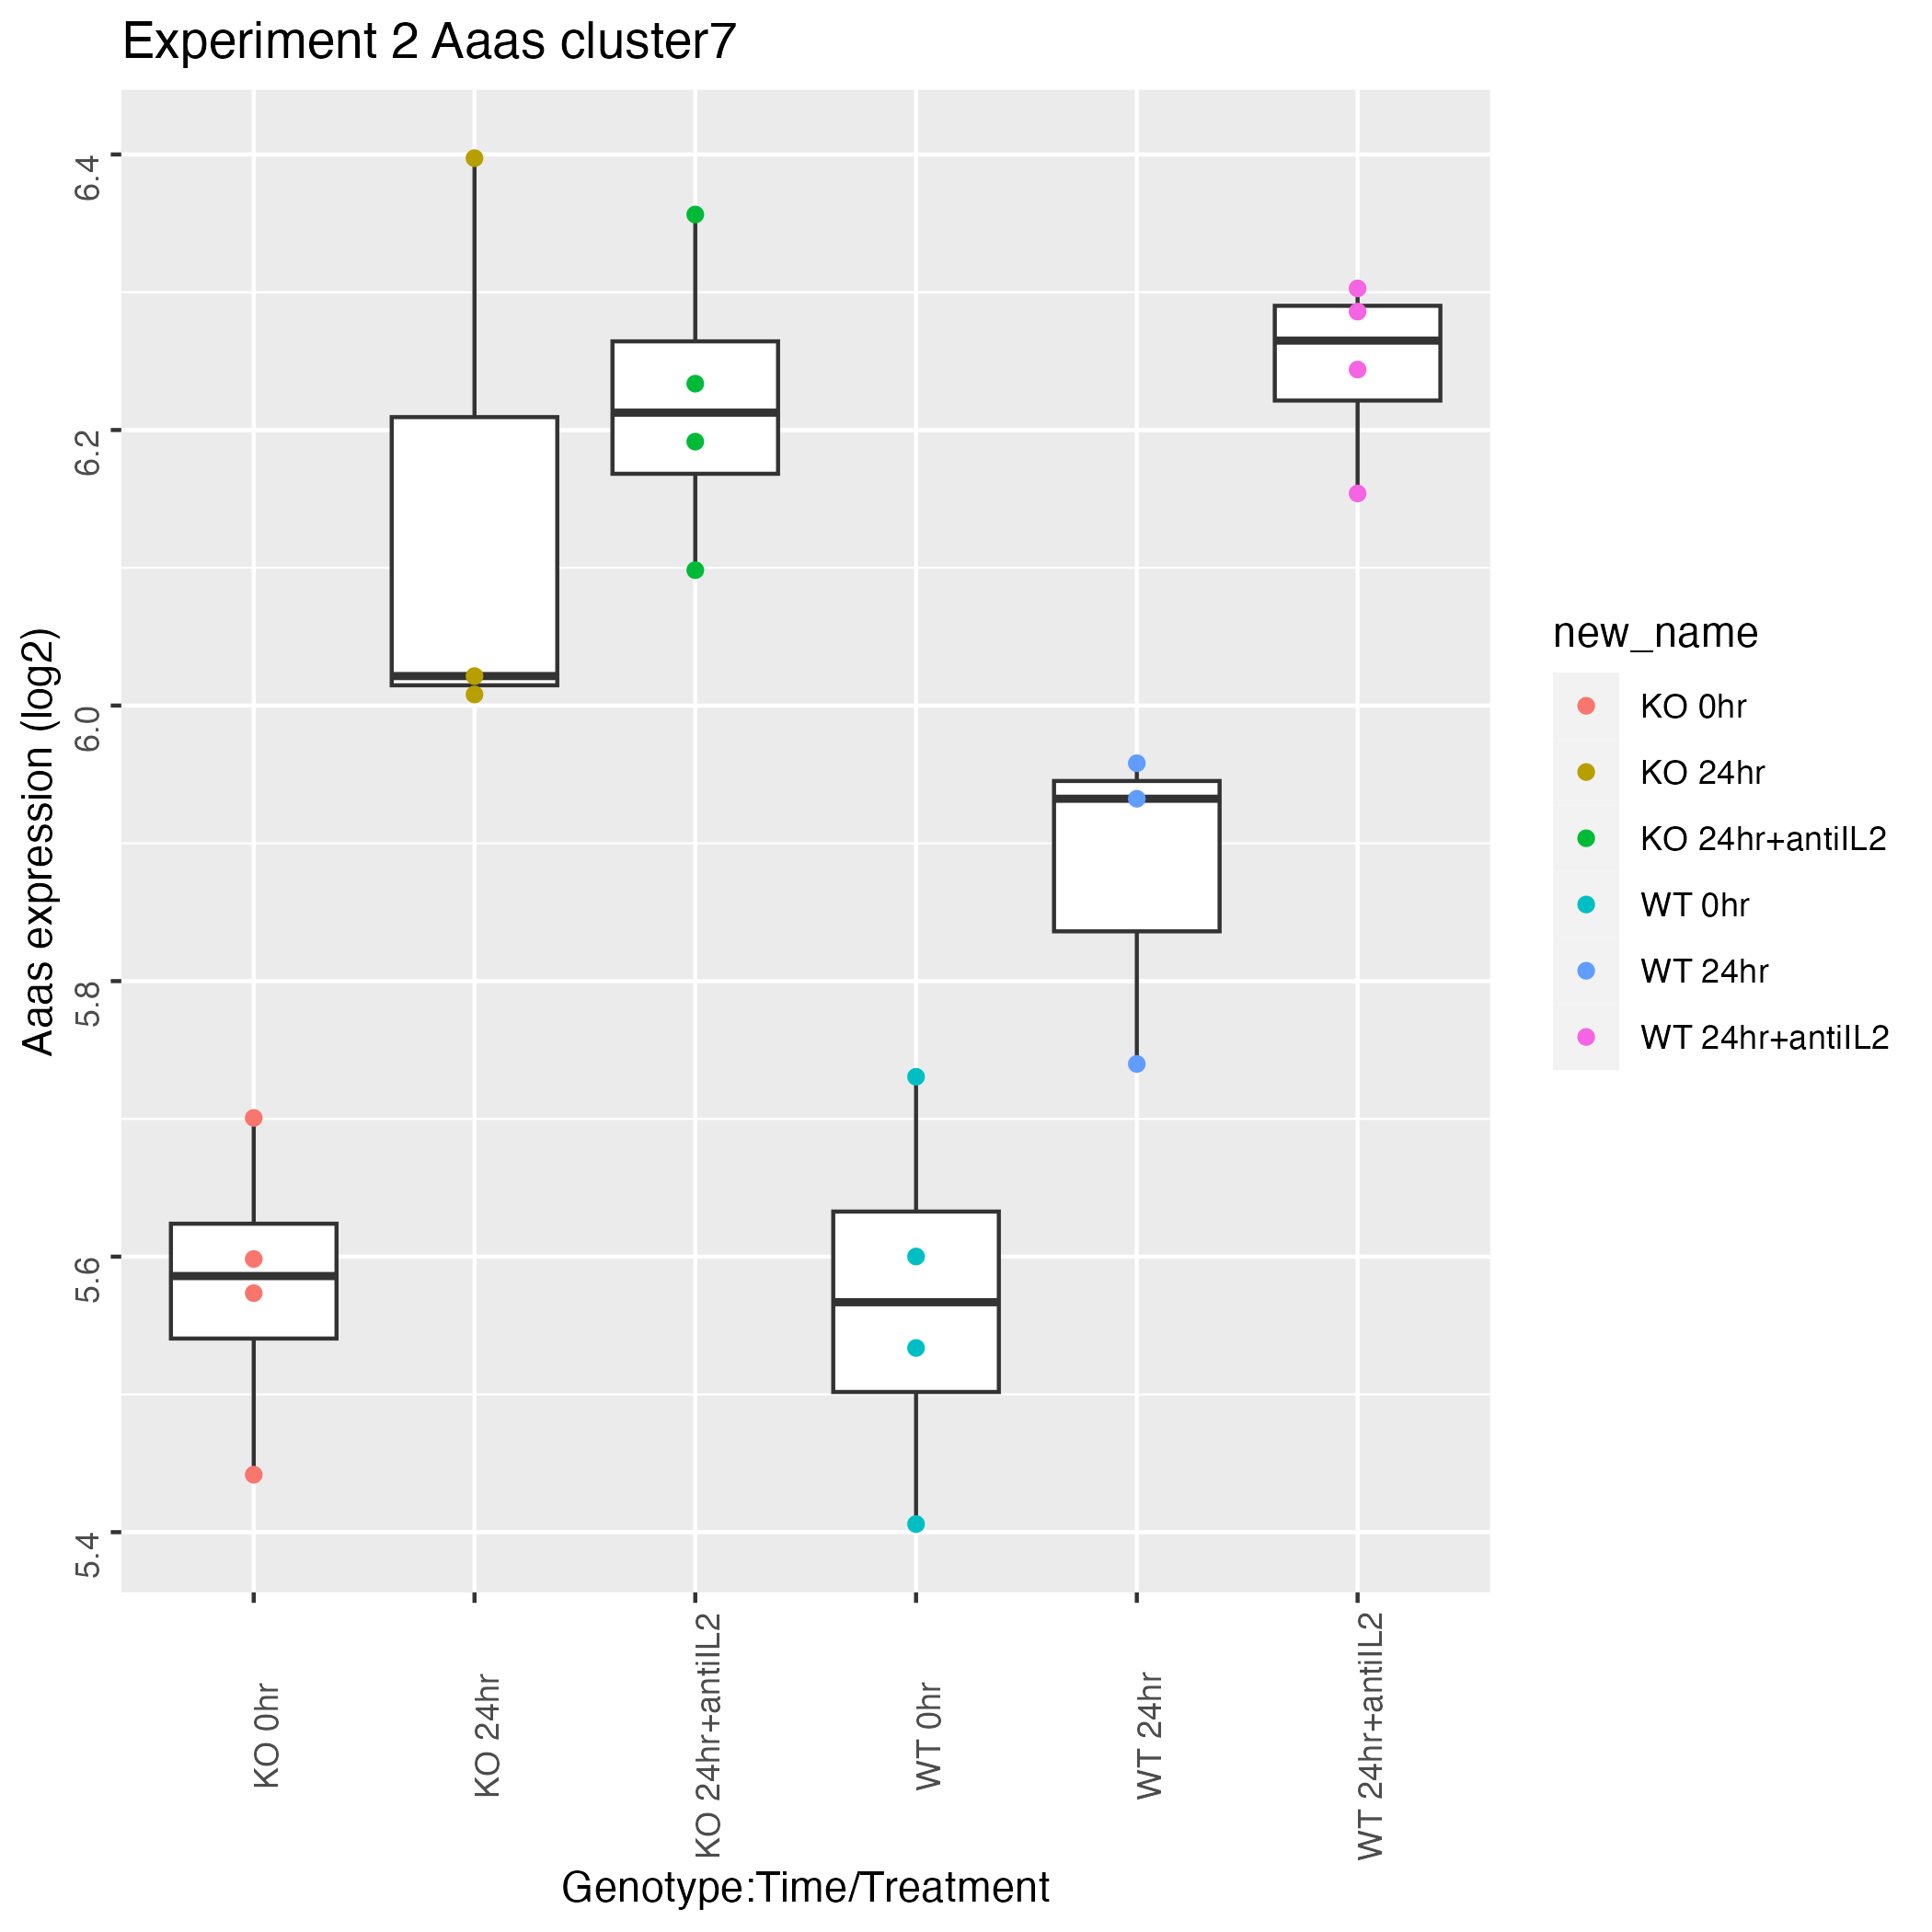 Experiment 2 Aaas cluster7
Aaas expression (log2)
6.4
6.2
6.0
5.8
5.6
5.4
KO 0hr
KO 24hr
KO 24hr+antiIL2
WT 0hr
WT 24hr
WT 24hr+antiIL2
Genotype:Time/Treatment
new_name
KO 0hr
KO 24hr
KO 24hr+antiIL2
WT 0hr
WT 24hr
WT 24hr+antiIL2